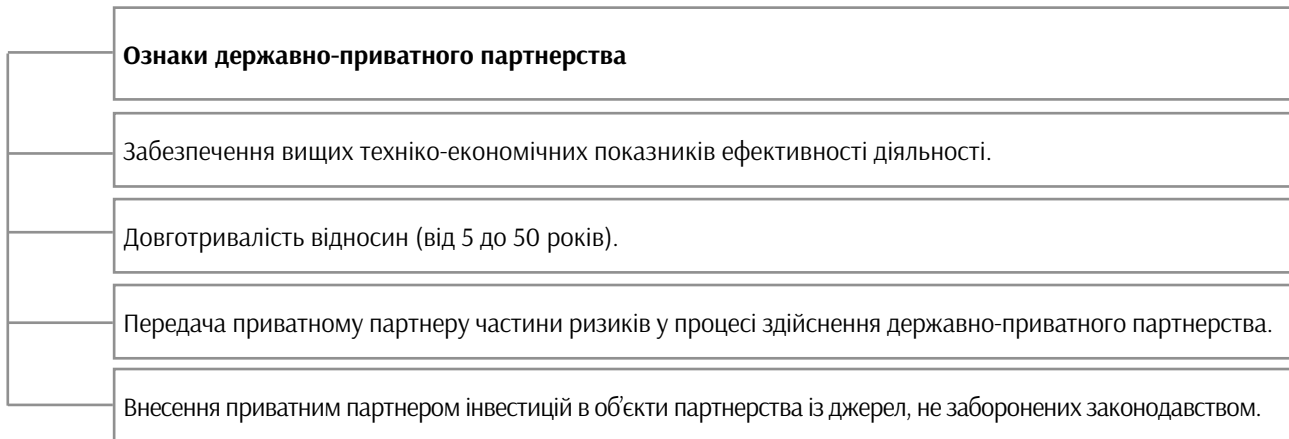 Ознаки державно-приватного партнерства
Забезпечення вищих техніко-економічних показників ефективності діяльності.
Довготривалість відносин (від 5 до 50 років).
Передача приватному партнеру частини ризиків у процесі здійснення державно-приватного партнерства.
Внесення приватним партнером інвестицій в об’єкти партнерства із джерел, не заборонених законодавством.